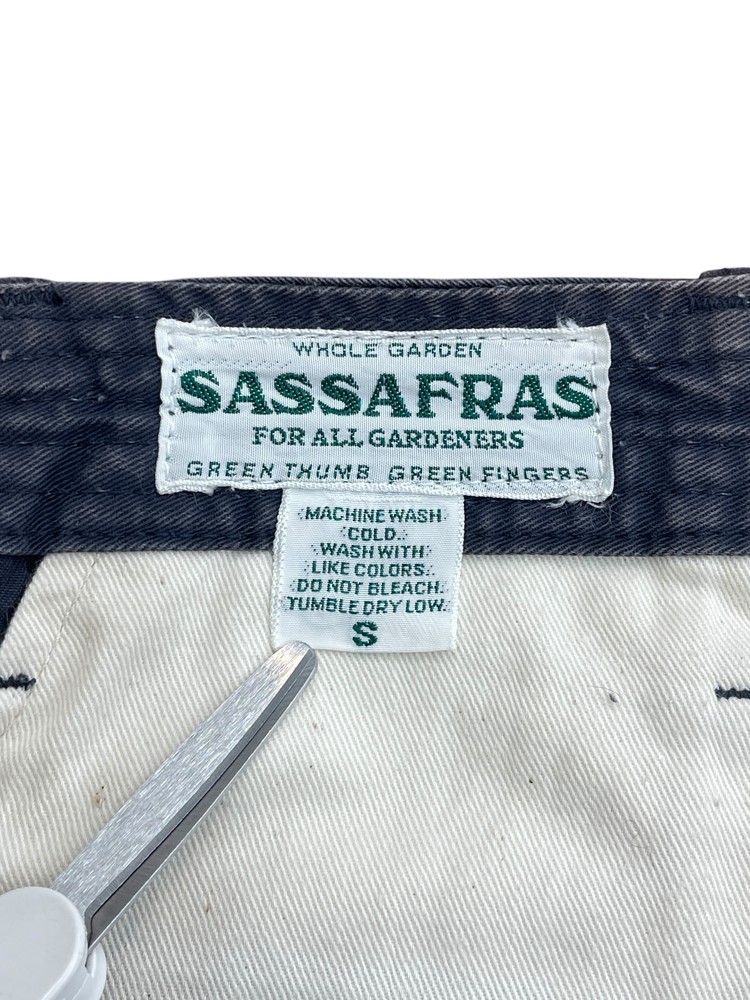 WHOLE GARDEN
SASSAFRAS
FOR ALL GARDENERS
GREEN THUMB GREEN FINGERS
MACHINE WASH
COLD.
WASH WITH
LIKE COLORS.
DO NOT BLEACH.
TUMBLE DRY LOW.
S